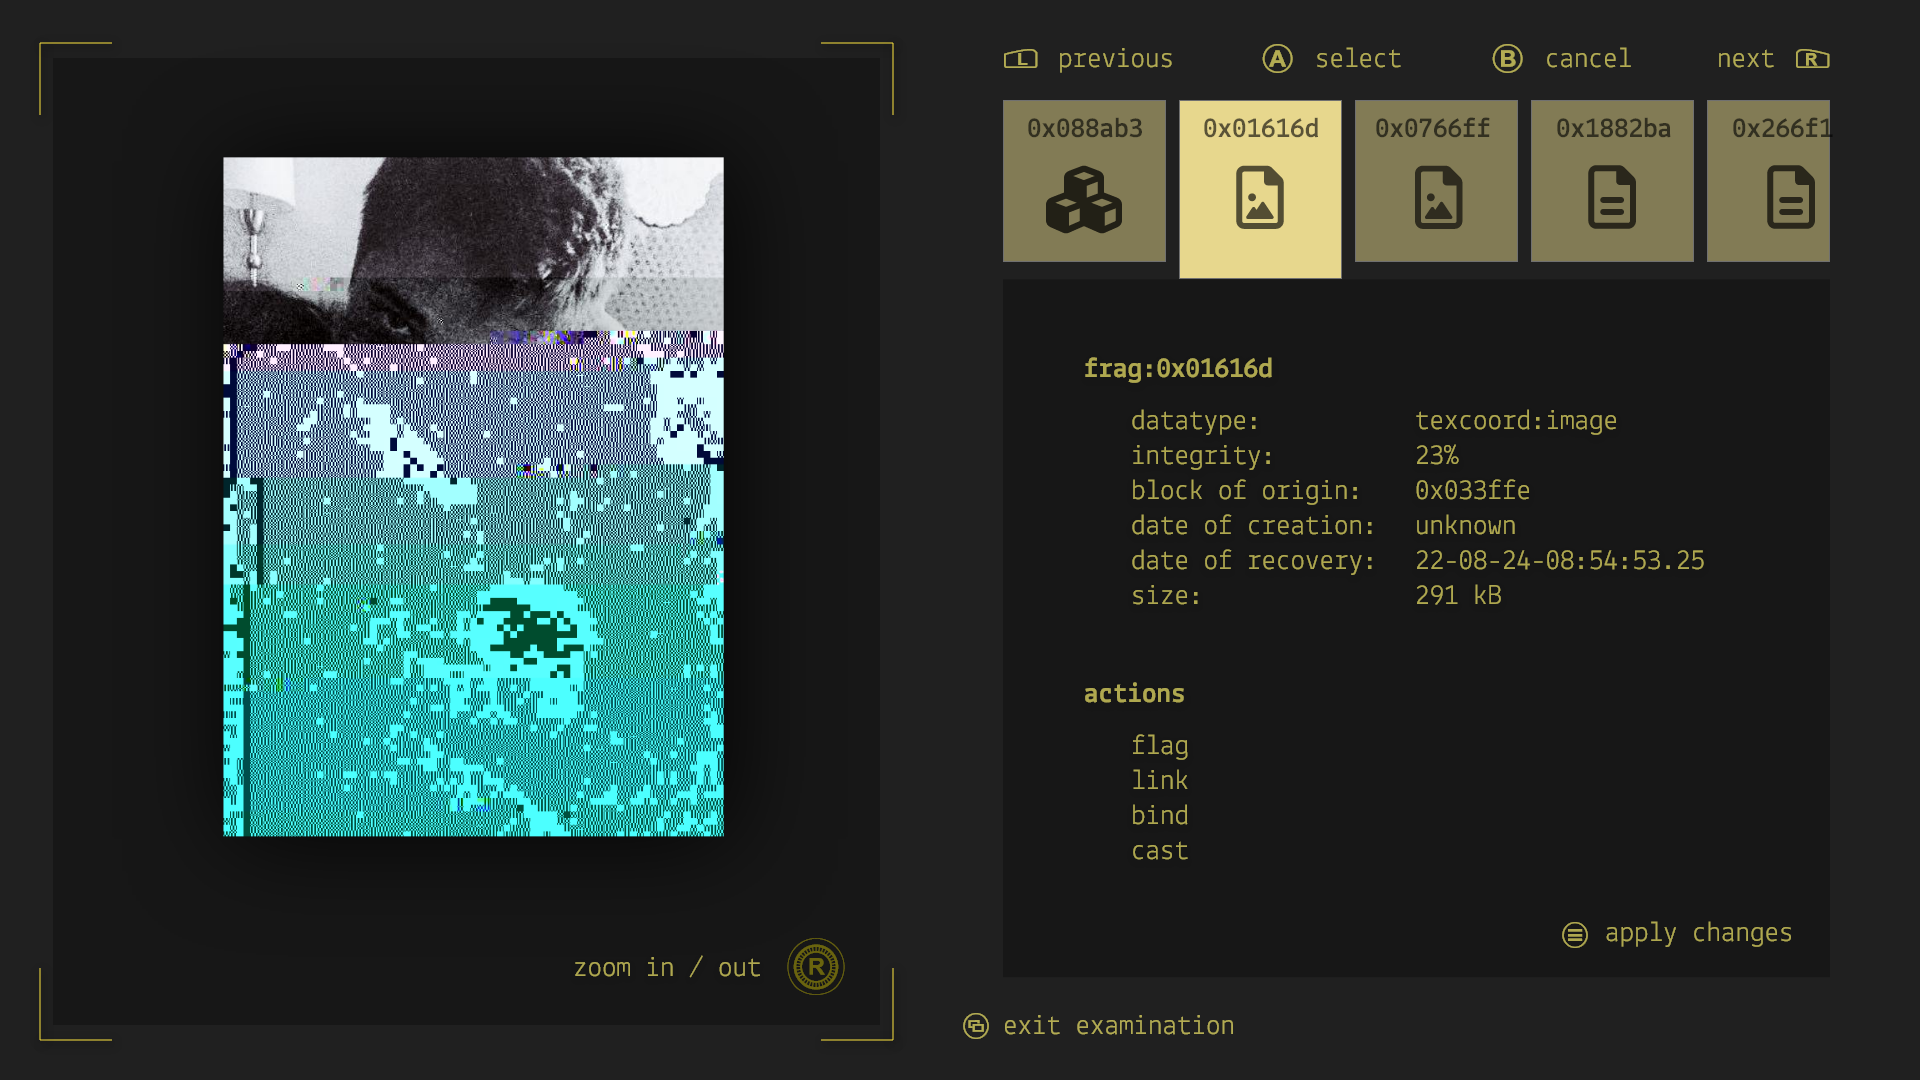 L previous A select B cancel next R
0x088ab3 0x01616d 0x0766ff 0x1882ba 0x266f1
frag:0x01616d
datatype: texcoord:image
integrity: 23%
block of origin: 0x033ffe
date of creation: unknown
date of recovery: 22-08-24-08:54:53.25
size: 291 kB
actions
flag
link
bind
cast
apply changes
zoom in / out R
exit examination